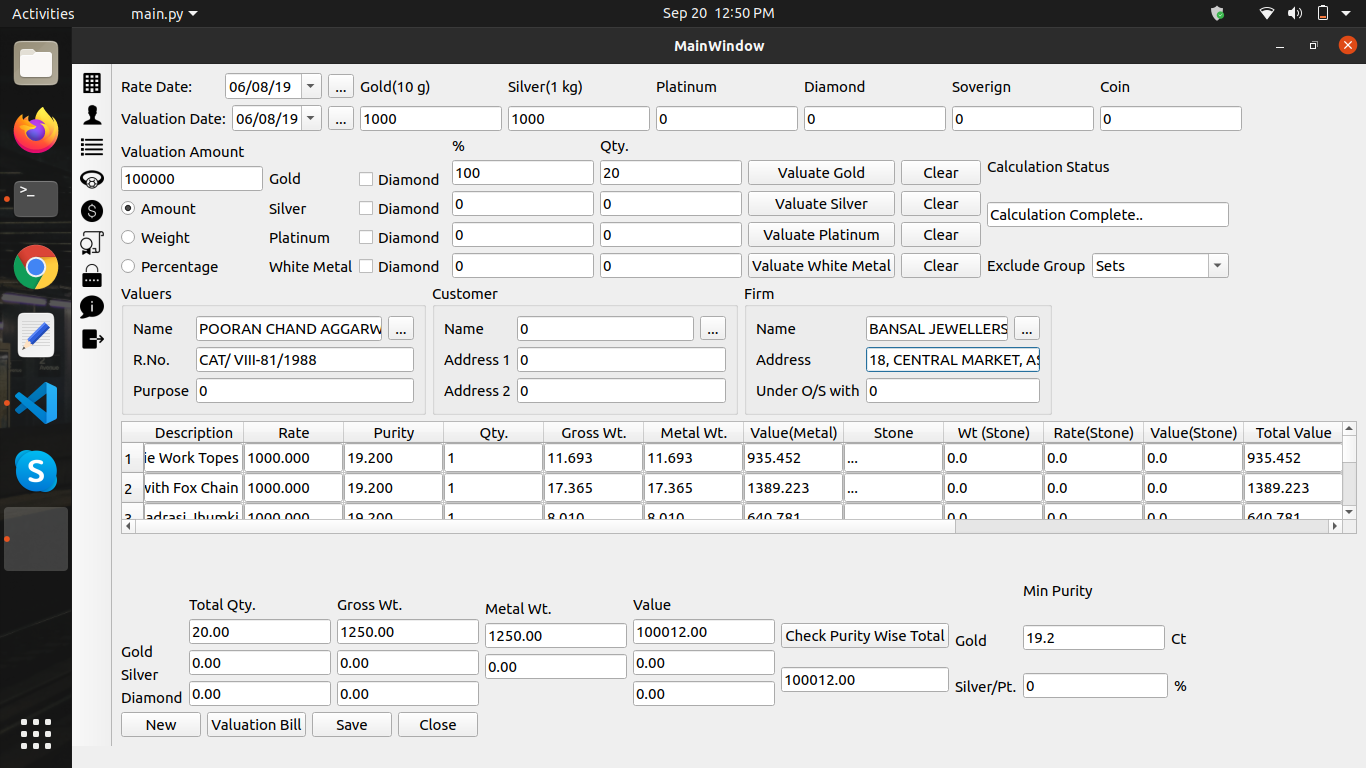 Activities main.py Sep 20 12:50 PM
MainWindow
Rate Date: 06/08/19 ... Gold(10 g) Silver(1 kg) Platinum Diamond Soverign Coin
Valuation Date: 06/08/19 ... 1000 1000 0 0 0 0
Valuation Amount % Qty.
100000 Gold Diamond 100 20 Valuate Gold Clear Calculation Status
Amount Silver Diamond 0 0 Valuate Silver Clear Calculation Complete..
Weight Platinum Diamond 0 0 Valuate Platinum Clear
Percentage White Metal Diamond 0 0 Valuate White Metal Clear Exclude Group Sets
Valuers Customer Firm
Name POORAN CHAND AGGARW ... Name 0 ... Name BANSAL JEWELLERS ...
R.No. CAT/ VIII-81/1988 Address 1 0 Address 18, CENTRAL MARKET, AS
Purpose 0 Address 2 0 Under O/S with 0
Description Rate Purity Qty. Gross Wt. Metal Wt. Value(Metal) Stone Wt (Stone) Rate(Stone) Value(Stone) Total Value
1 ie Work Topes 1000.000 19.200 1 11.693 11.693 935.452 ... 0.0 0.0 0.0 935.452
2 with Fox Chain 1000.000 19.200 1 17.365 17.365 1389.223 ... 0.0 0.0 0.0 1389.223
3 adrasi Jhumki 1000.000 19.200 1 8.010 8.010 640.781 ... 0.0 0.0 0.0 640.781
Min Purity
Total Qty. Gross Wt. Metal Wt. Value
20.00 1250.00 1250.00 100012.00 Check Purity Wise Total Gold 19.2 Ct
Gold
0.00 0.00 0.00 0.00
Silver 100012.00 Silver/Pt. 0 %
Diamond 0.00 0.00 0.00
New Valuation Bill Save Close